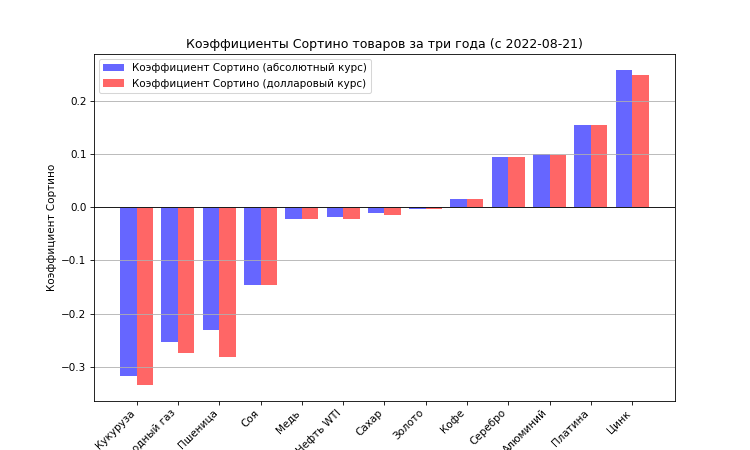 Коэффициенты Сортино товаров за три года (с 2022-08-21)
Коэффициент Сортино (абсолютный курс)
Коэффициент Сортино (долларовый курс)
Коэффициент Сортино
0.2
0.1
0.0
−0.1
−0.2
−0.3
Кукуруза
газ
Пшеница
Соя
Медь
Нефть WTI
Сахар
Золото
Кофе
Серебро
Алюминий
Платина
Цинк